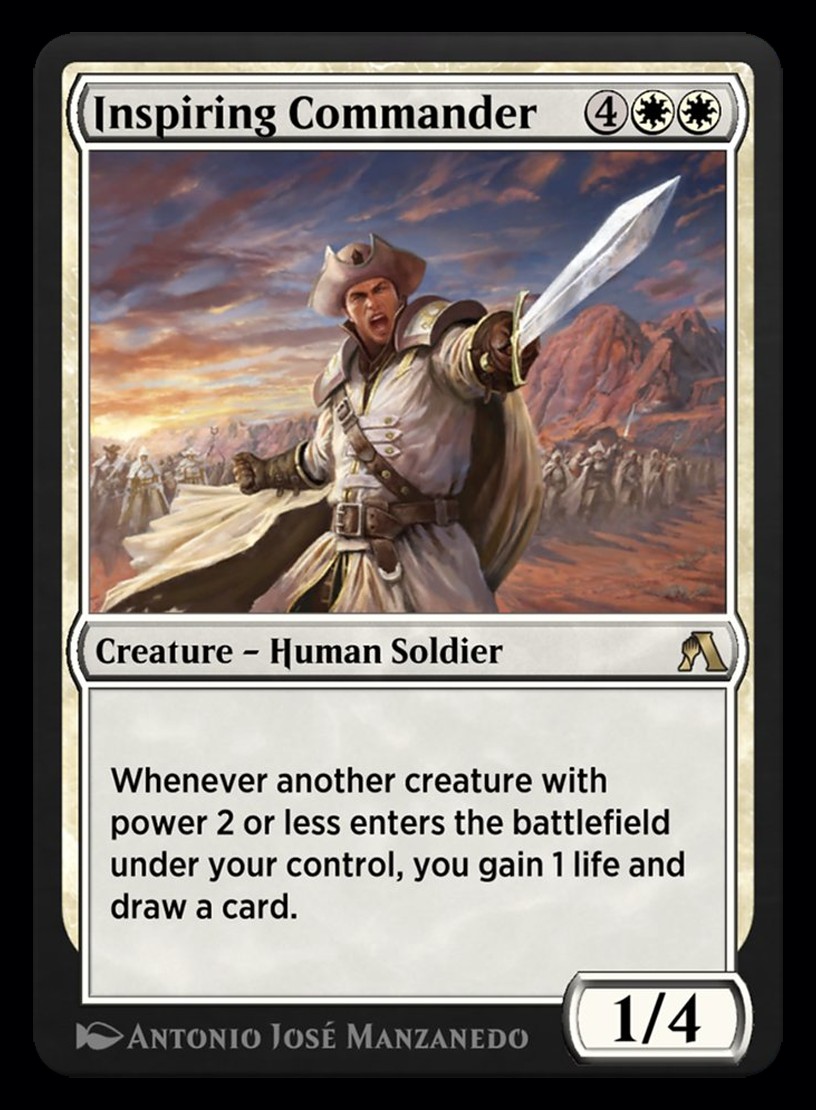 Inspiring Commander 4
Creature – Human Soldier
Whenever another creature with
power 2 or less enters the battlefield
under your control, you gain 1 life and
draw a card.
1/4
Antonio José Manzanedo